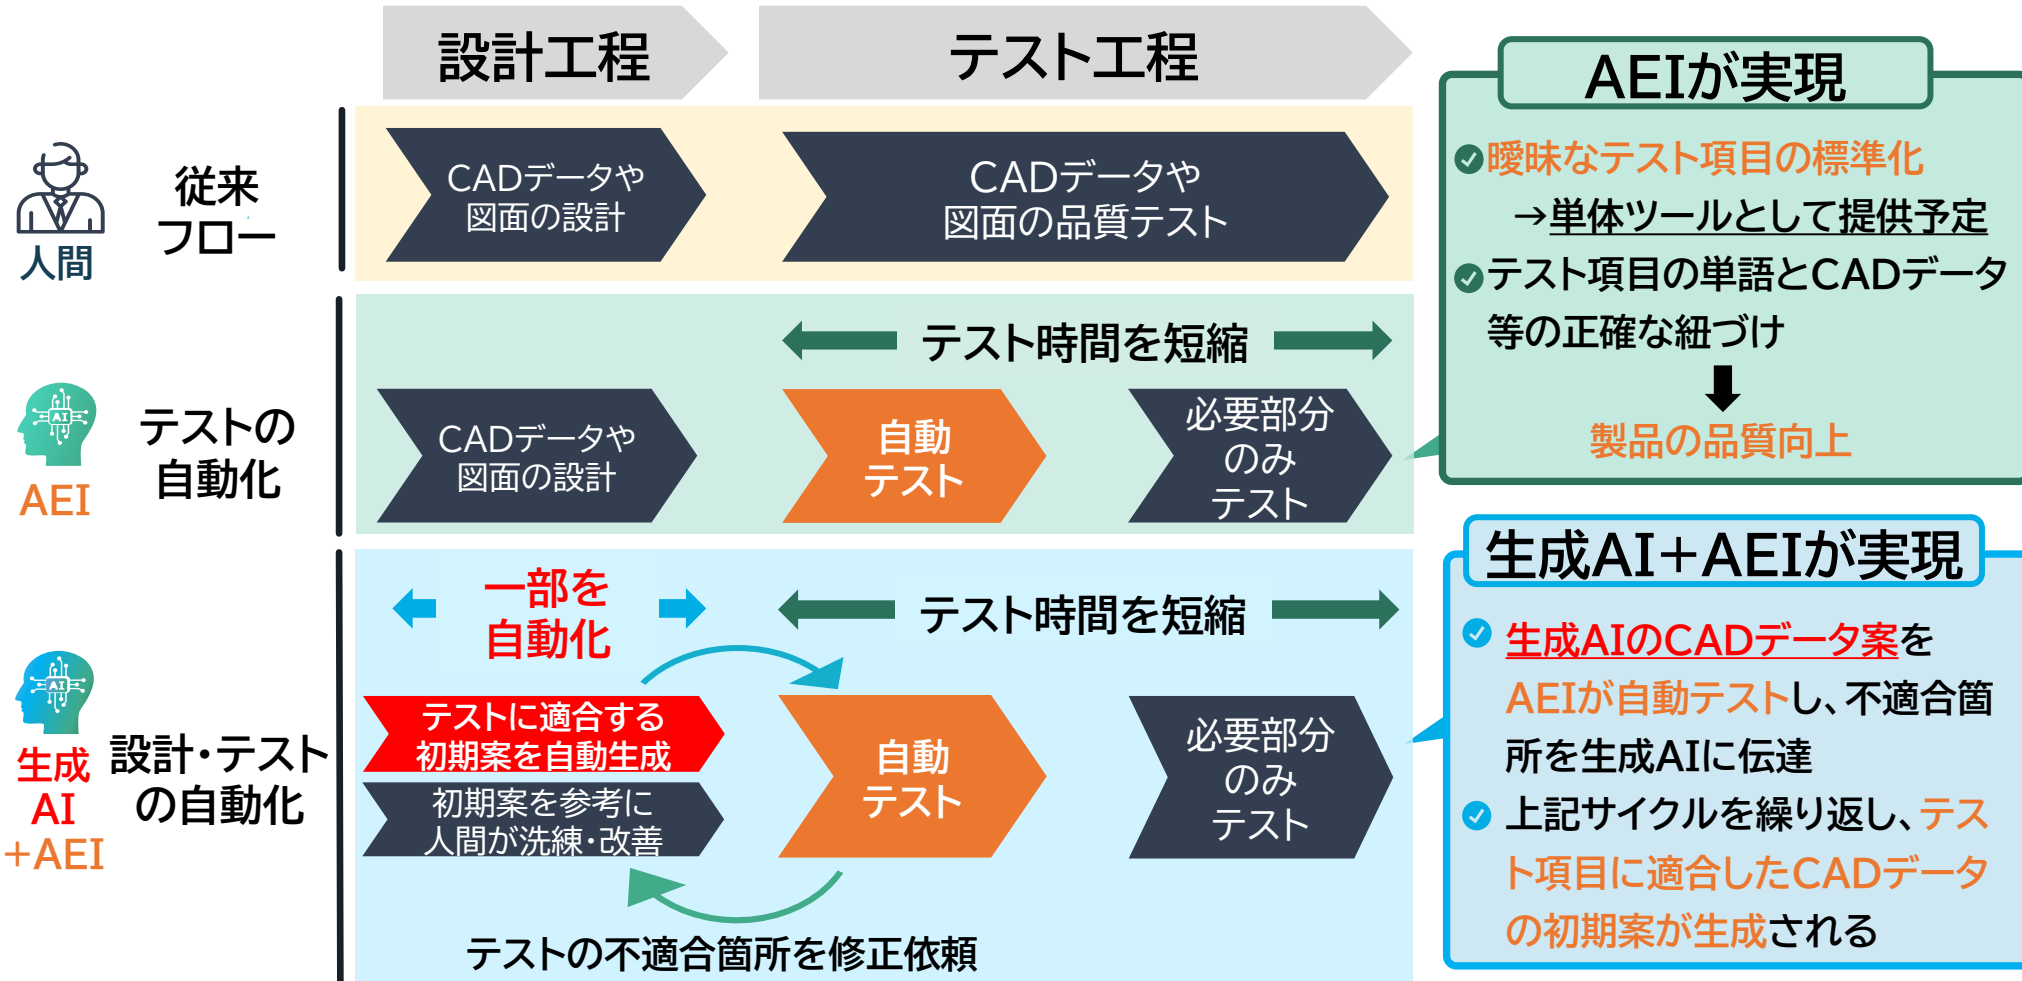 設計工程
テスト工程
人間
従来
フロー
CADデータや
図面の設計
CADデータや
図面の品質テスト
AEI
テストの
自動化
テスト時間を短縮
CADデータや
図面の設計
自動
テスト
必要部分
のみ
テスト
生成
AI
+AEI
設計・テスト
の自動化
一部を
自動化
テスト時間を短縮
テストに適合する
初期案を自動生成
初期案を参考に
人間が洗練・改善
自動
テスト
必要部分
のみ
テスト
テストの不適合箇所を修正依頼
AEIが実現
曖昧なテスト項目の標準化
→単体ツールとして提供予定
テスト項目の単語とCADデータ
等の正確な紐づけ
製品の品質向上
生成AI+AEIが実現
生成AIのCADデータ案を
AEIが自動テストし、不適合箇
所を生成AIに伝達
上記サイクルを繰り返し、テス
ト項目に適合したCADデータ
の初期案が生成される
AI
AI